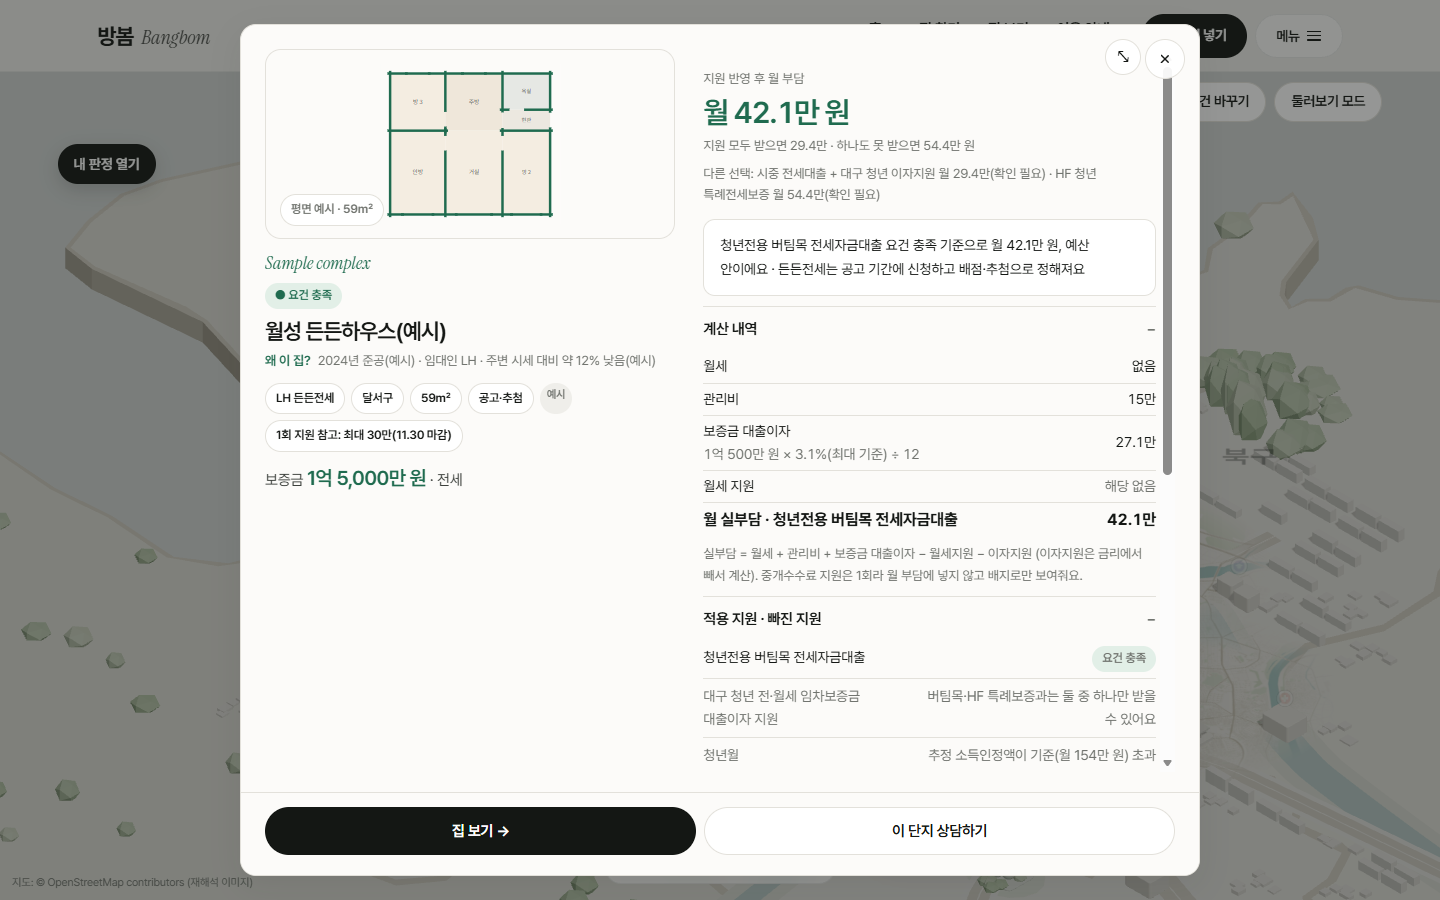 방봄 Bangbom
넣기
메뉴
건 바꾸기
둘러보기 모드
내 판정 열기
방 3
주방
욕실
현관
안방
거실
방 2
평면 예시 · 59m²
Sample complex
요건 충족
월성 든든하우스(예시)
왜 이 집? 2024년 준공(예시) · 임대인 LH · 주변 시세 대비 약 12% 낮음(예시)
LH 든든전세
달서구
59m²
공고·추첨
예시
1회 지원 참고: 최대 30만(11.30 마감)
보증금 1억 5,000만 원 · 전세
지원 반영 후 월 부담
월 42.1만 원
지원 모두 받으면 29.4만 · 하나도 못 받으면 54.4만 원
다른 선택: 시중 전세대출 + 대구 청년 이자지원 월 29.4만(확인 필요) · HF 청년
특례전세보증 월 54.4만(확인 필요)
청년전용 버팀목 전세자금대출 요건 충족 기준으로 월 42.1만 원, 예산
안이에요 · 든든전세는 공고 기간에 신청하고 배점·추첨으로 정해져요
계산 내역 −
월세 없음
관리비 15만
보증금 대출이자 27.1만
1억 500만 원 × 3.1%(최대 기준) ÷ 12
월세 지원 해당 없음
월 실부담 · 청년전용 버팀목 전세자금대출 42.1만
실부담 = 월세 + 관리비 + 보증금 대출이자 − 월세지원 − 이자지원 (이자지원은 금리에서
빼서 계산). 중개수수료 지원은 1회라 월 부담에 넣지 않고 배지로만 보여줘요.
적용 지원 · 빠진 지원 −
청년전용 버팀목 전세자금대출 요건 충족
대구 청년 전·월세 임차보증금 버팀목·HF 특례보증과는 둘 중 하나만 받을
대출이자 지원 수 있어요
청년월 추정 소득인정액이 기준(월 154만 원) 초과
집 보기 →
이 단지 상담하기
북구
지도: © OpenStreetMap contributors (재해석 이미지)